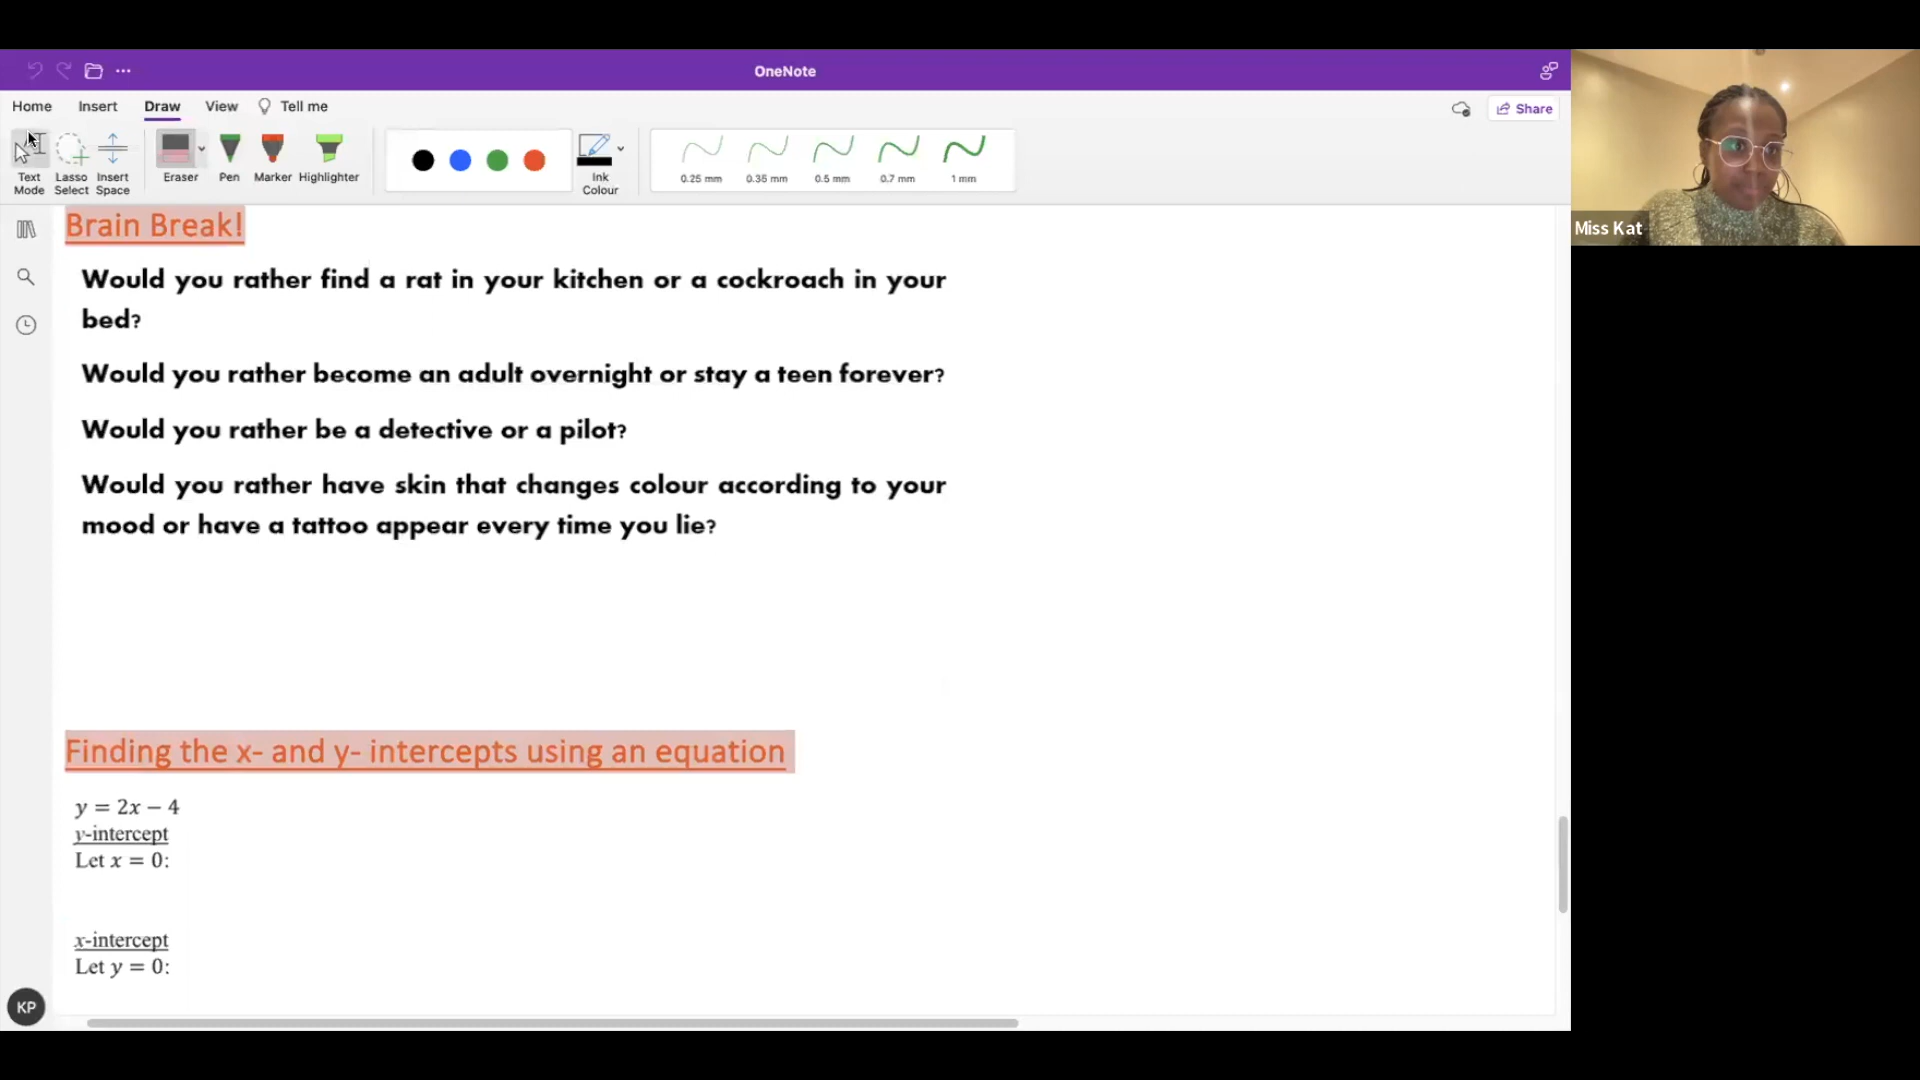 OneNote
Home Insert Draw View Tell me
Share
Text Mode
Lasso Select
Insert Space
Eraser
Pen
Marker
Highlighter
Ink Colour
0.25 mm
0.35 mm
0.5 mm
0.7 mm
1 mm
Miss Kat
Brain Break!
Would you rather find a rat in your kitchen or a cockroach in your
bed?
Would you rather become an adult overnight or stay a teen forever?
Would you rather be a detective or a pilot?
Would you rather have skin that changes colour according to your
mood or have a tattoo appear every time you lie?
Finding the x- and y- intercepts using an equation
y = 2x – 4
y-intercept
Let x = 0:
x-intercept
Let y = 0:
KP